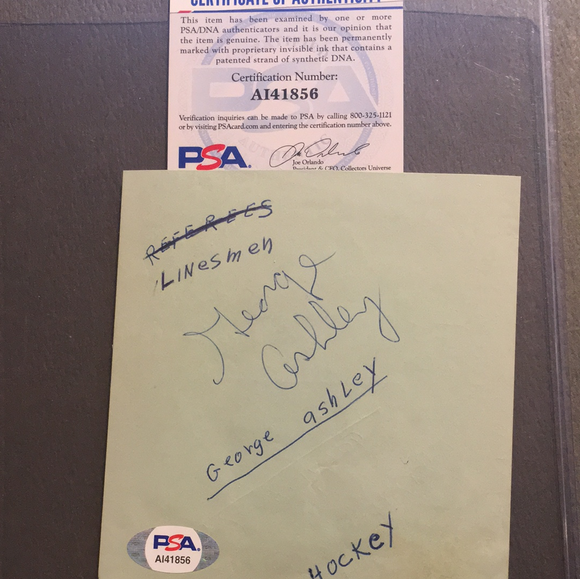 CERTIFICATE OF AUTHENTICITY
This item has been examined by one or more
PSA/DNA authenticators and it is our opinion that
the item is genuine. The item has been permanently
marked with proprietary invisible ink that contains a
patented strand of synthetic DNA.
Certification Number:
AI41856
Verification inquiries can be made to PSA by calling 800-325-1121
or by visiting PSAcard.com and entering the certification number above.
PSA
PSA.
Joe Orlando
President & CEO, Collectors Universe
REFEREES
LINesmen
George
Ashley
George ashley
PSA.
AI41856
HOCKEY